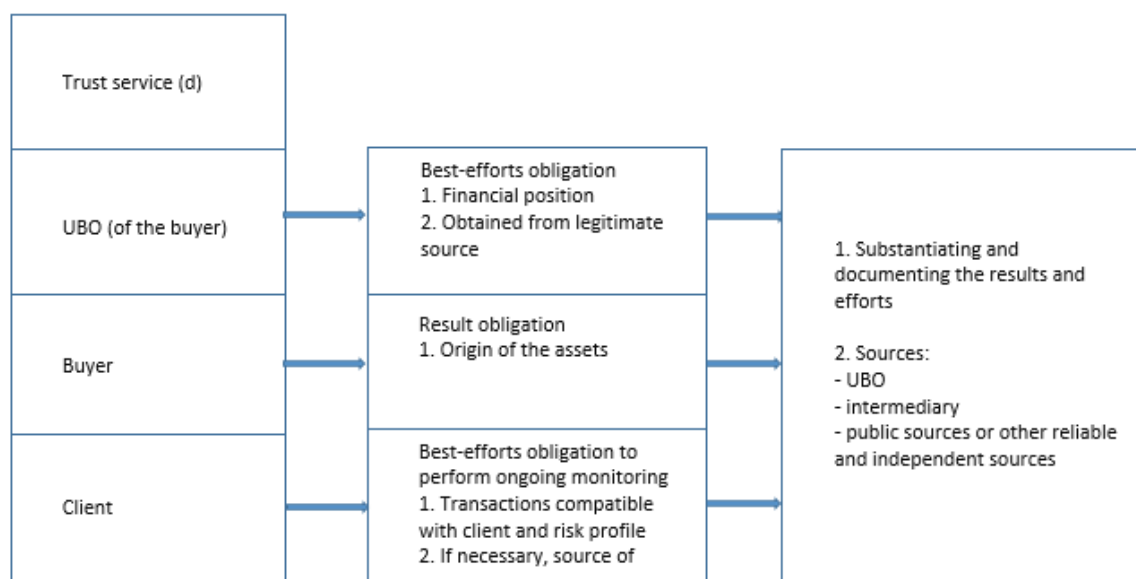 Trust service (d)
UBO (of the buyer)
Buyer
Client
Best-efforts obligation
1. Financial position
2. Obtained from legitimate
source
Result obligation
1. Origin of the assets
Best-efforts obligation to
perform ongoing monitoring
1. Transactions compatible
with client and risk profile
2. If necessary, source of
1. Substantiating and
documenting the results and
efforts
2. Sources:
- UBO
- intermediary
- public sources or other reliable
and independent sources